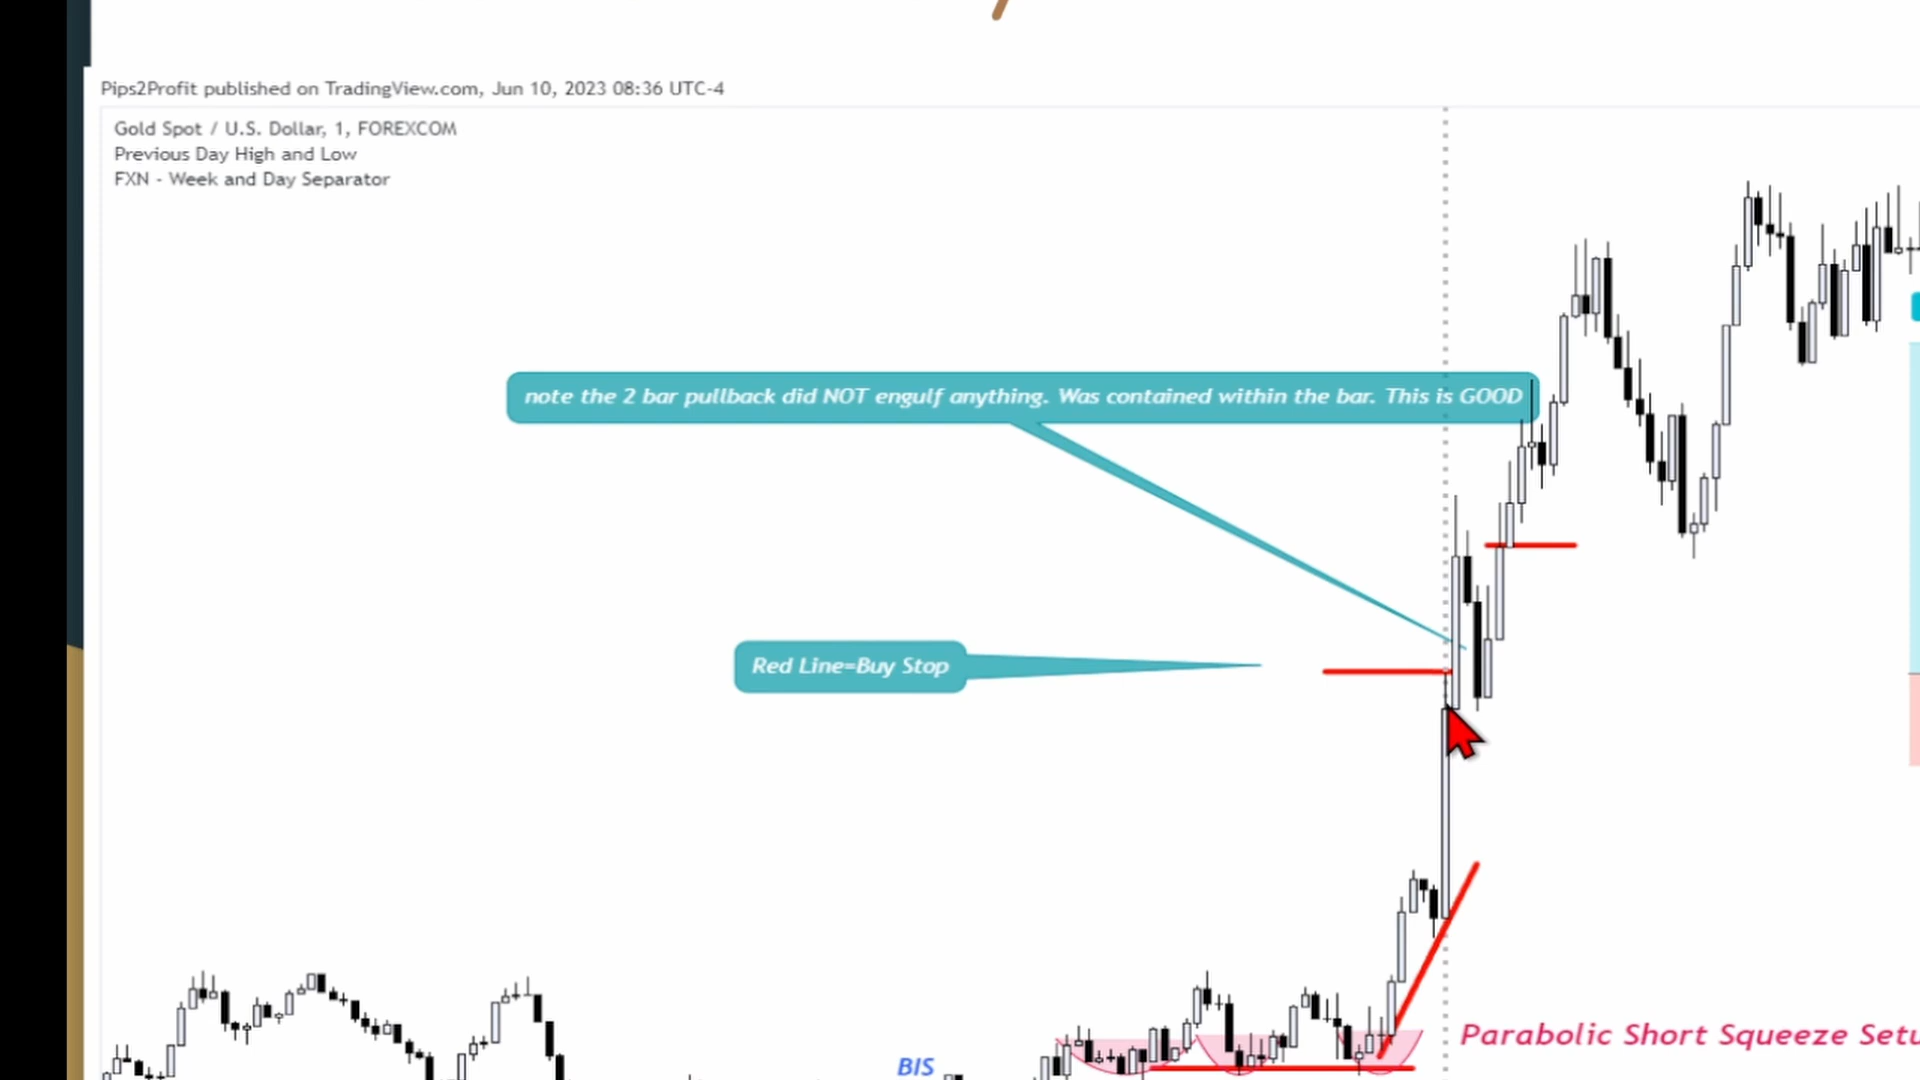 Pips2Profit published on TradingView.com, Jun 10, 2023 08:36 UTC-4
Gold Spot / U.S. Dollar, 1, FOREXCOM
Previous Day High and Low
FXN - Week and Day Separator
note the 2 bar pullback did NOT engulf anything. Was contained within the bar. This is GOOD
Red Line=Buy Stop
Parabolic Short Squeeze Setu
BIS